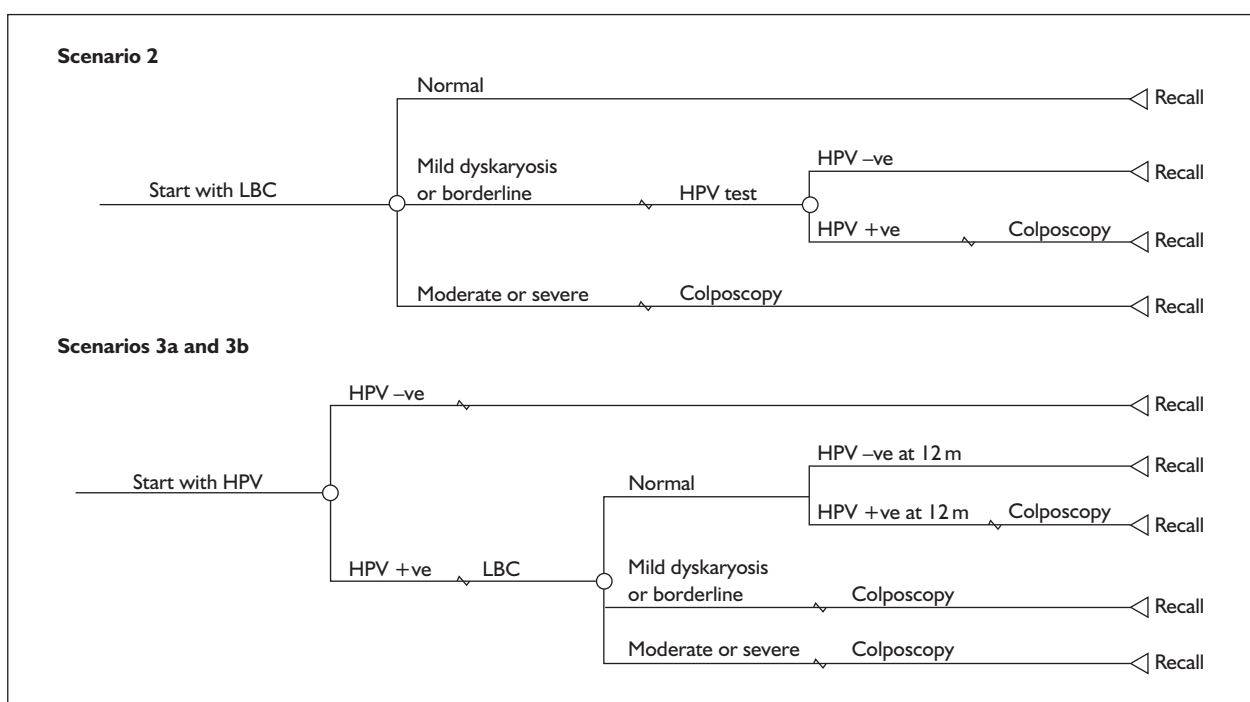 Scenario 2
Normal
Recall
Mild dyskaryosis
or borderline
HPV test
HPV –ve
Recall
Start with LBC
HPV +ve
Colposcopy
Recall
Moderate or severe
Colposcopy
Recall
Scenarios 3a and 3b
HPV –ve
Recall
Start with HPV
HPV +ve
LBC
Normal
HPV –ve at 12 m
Recall
HPV +ve at 12 m
Colposcopy
Recall
Mild dyskaryosis
or borderline
Colposcopy
Recall
Moderate or severe
Colposcopy
Recall